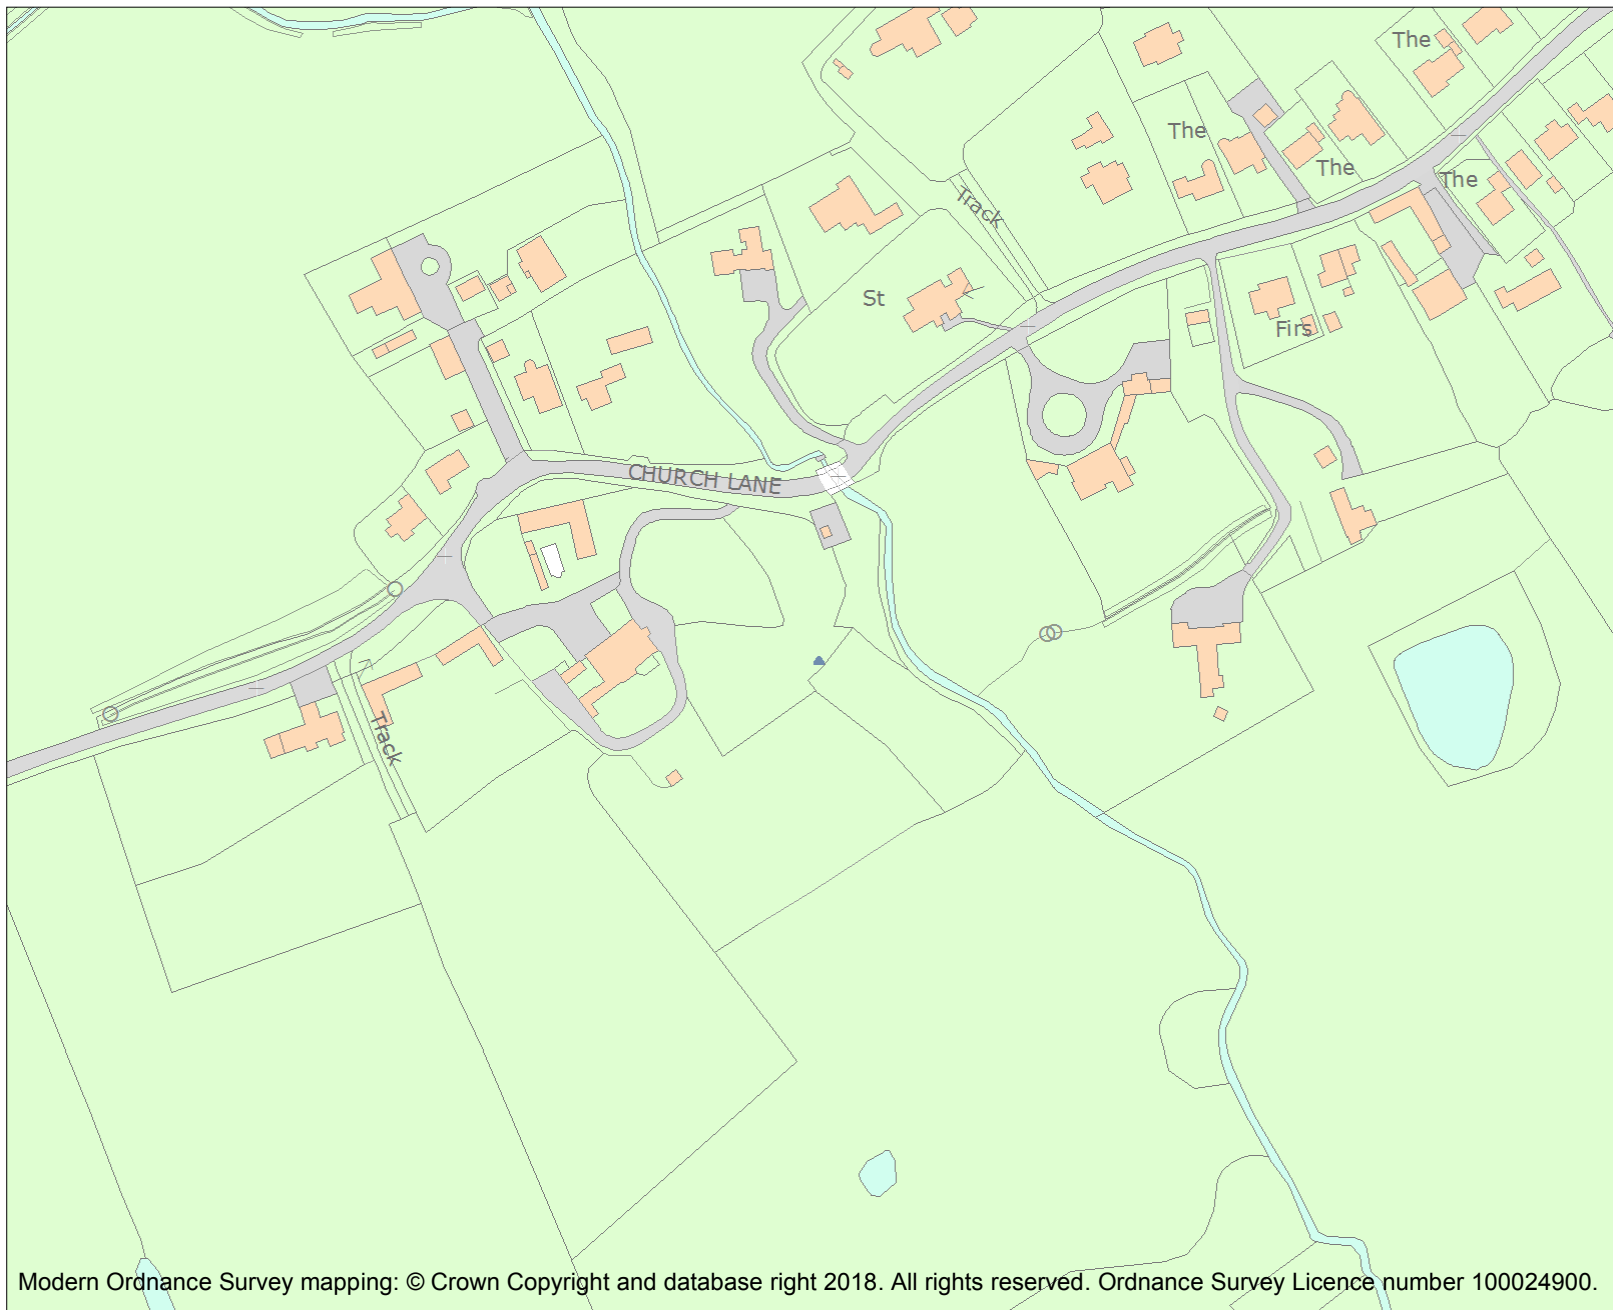 The
The
The
The
Track
St
Firs
CHURCH LANE
Track
Modern Ordnance Survey mapping: © Crown Copyright and database right 2018. All rights reserved. Ordnance Survey Licence number 100024900.